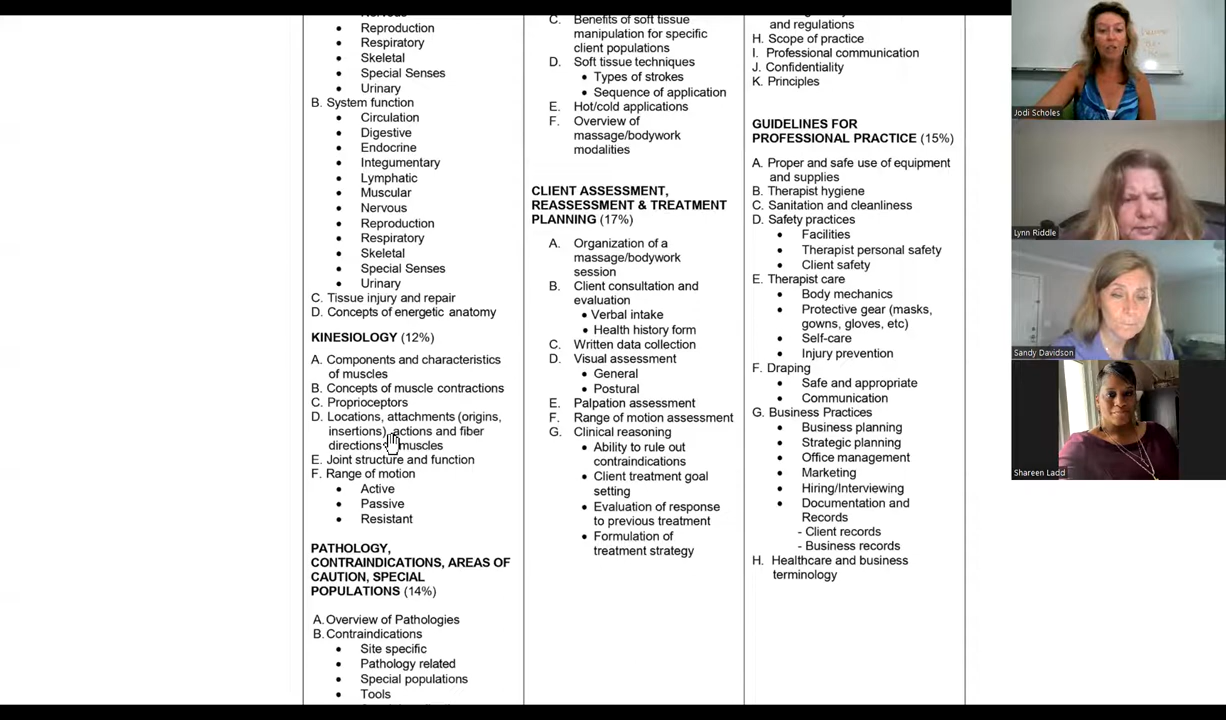 Nervous
Reproduction
Respiratory
Skeletal
Special Senses
Urinary
B. System function
Circulation
Digestive
Endocrine
Integumentary
Lymphatic
Muscular
Nervous
Reproduction
Respiratory
Skeletal
Special Senses
Urinary
C. Tissue injury and repair
D. Concepts of energetic anatomy
KINESIOLOGY (12%)
A. Components and characteristics
of muscles
B. Concepts of muscle contractions
C. Proprioceptors
D. Locations, attachments (origins,
insertions), actions and fiber
directions muscles
E. Joint structure and function
F. Range of motion
Active
Passive
Resistant
PATHOLOGY,
CONTRAINDICATIONS, AREAS OF
CAUTION, SPECIAL
POPULATIONS (14%)
A. Overview of Pathologies
B. Contraindications
Site specific
Pathology related
Special populations
Tools
C. Benefits of soft tissue
manipulation for specific
client populations
D. Soft tissue techniques
Types of strokes
Sequence of application
E. Hot/cold applications
F. Overview of
massage/bodywork
modalities
CLIENT ASSESSMENT,
REASSESSMENT & TREATMENT
PLANNING (17%)
A. Organization of a
massage/bodywork
session
B. Client consultation and
evaluation
Verbal intake
Health history form
C. Written data collection
D. Visual assessment
General
Postural
E. Palpation assessment
F. Range of motion assessment
G. Clinical reasoning
Ability to rule out
contraindications
Client treatment goal
setting
Evaluation of response
to previous treatment
Formulation of
treatment strategy
and regulations
H. Scope of practice
I. Professional communication
J. Confidentiality
K. Principles
GUIDELINES FOR
PROFESSIONAL PRACTICE (15%)
A. Proper and safe use of equipment
and supplies
B. Therapist hygiene
C. Sanitation and cleanliness
D. Safety practices
Facilities
Therapist personal safety
Client safety
E. Therapist care
Body mechanics
Protective gear (masks,
gowns, gloves, etc)
Self-care
Injury prevention
F. Draping
Safe and appropriate
Communication
G. Business Practices
Business planning
Strategic planning
Office management
Marketing
Hiring/Interviewing
Documentation and
Records
- Client records
- Business records
H. Healthcare and business
terminology
Jodi Scholes
Lynn Riddle
Sandy Davidson
Shareen Ladd